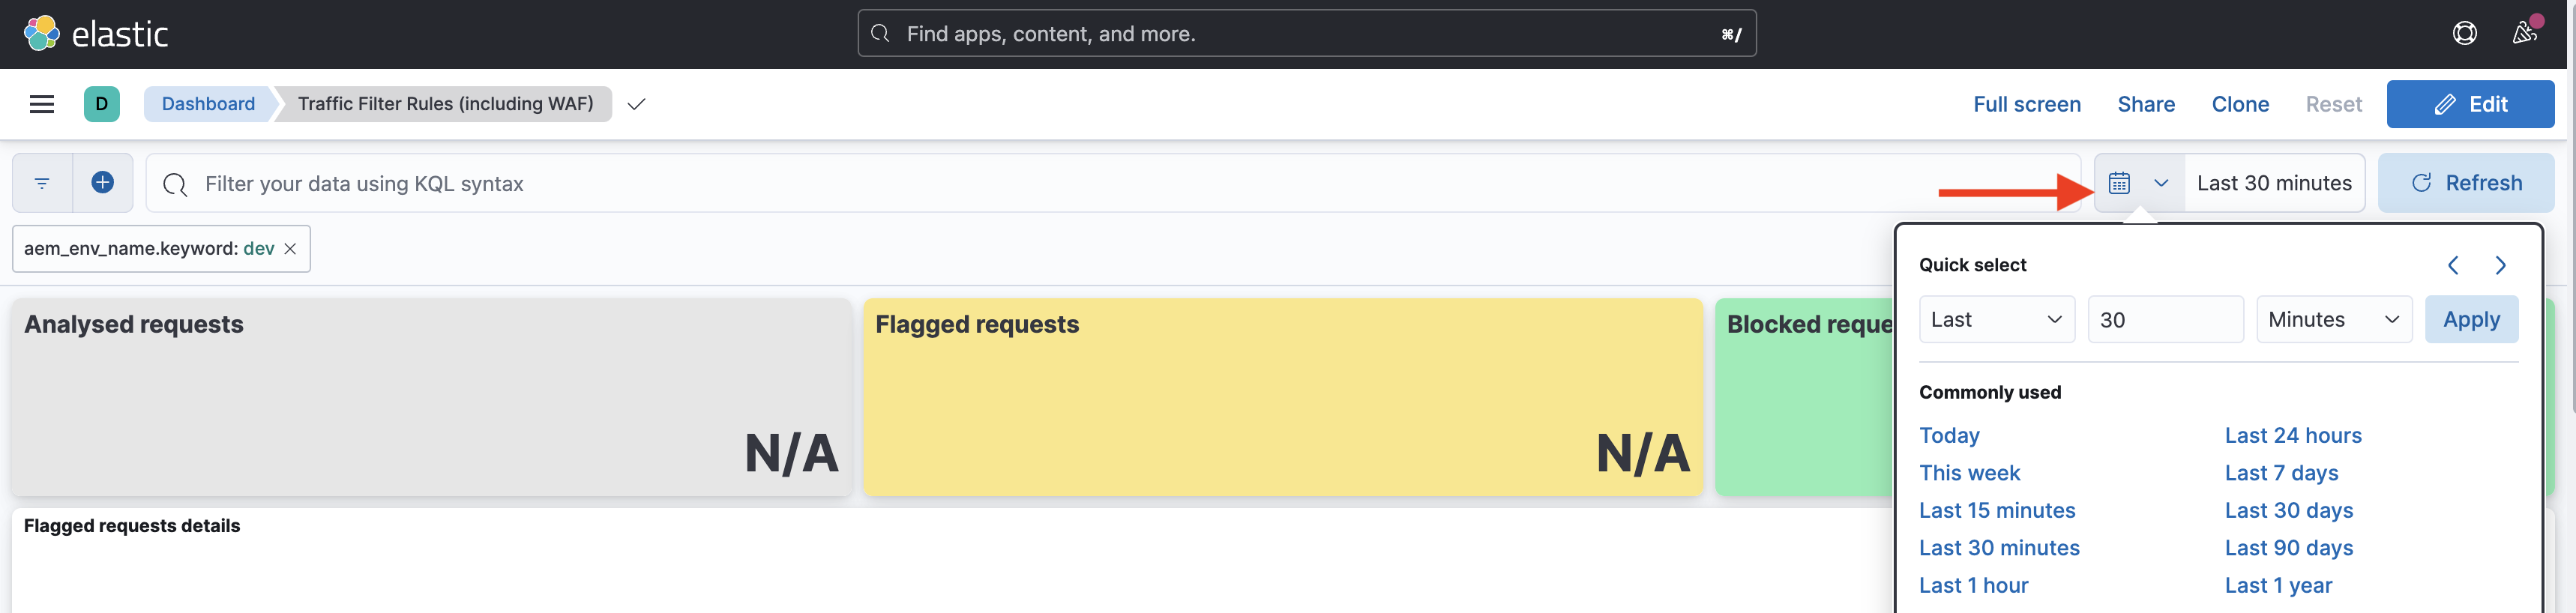 elastic
Find apps, content, and more.
⌘/
D
Dashboard
Traffic Filter Rules (including WAF)
Full screen
Share
Clone
Reset
Edit
Filter your data using KQL syntax
Last 30 minutes
Refresh
aem_env_name.keyword: dev
Quick select
Last
30
Minutes
Apply
Analysed requests
N/A
Flagged requests
N/A
Blocked reque
Commonly used
Today
Last 24 hours
This week
Last 7 days
Last 15 minutes
Last 30 days
Last 30 minutes
Last 90 days
Last 1 hour
Last 1 year
Flagged requests details